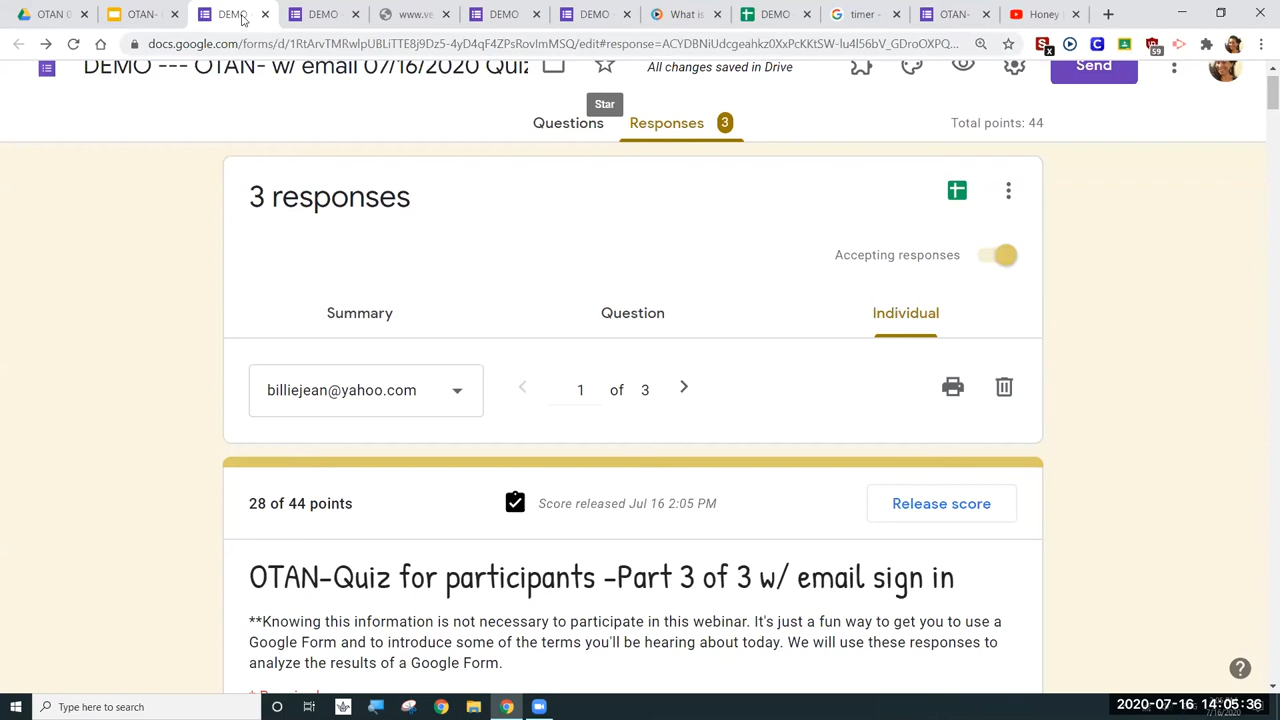 OTAN G
OTAN-
DEMO
DEMO
www.ve
DEMO
DEMO
What is
DEMO
timer -
OTAN-
Honey
docs.google.com/forms/d/
DEMO --- OTAN- w/ email 07/16/2020 Quiz
All changes saved in Drive
Send
Star
Questions
Responses 3
Total points: 44
3 responses
Accepting responses
Summary
Question
Individual
billiejean@yahoo.com
1 of 3
28 of 44 points
Score released Jul 16 2:05 PM
Release score
OTAN-Quiz for participants -Part 3 of 3 w/ email sign in
**Knowing this information is not necessary to participate in this webinar. It's just a fun way to get you to use a
Google Form and to introduce some of the terms you'll be hearing about today. We will use these responses to
analyze the results of a Google Form.
Type here to search
2020-07-16 14:05:36